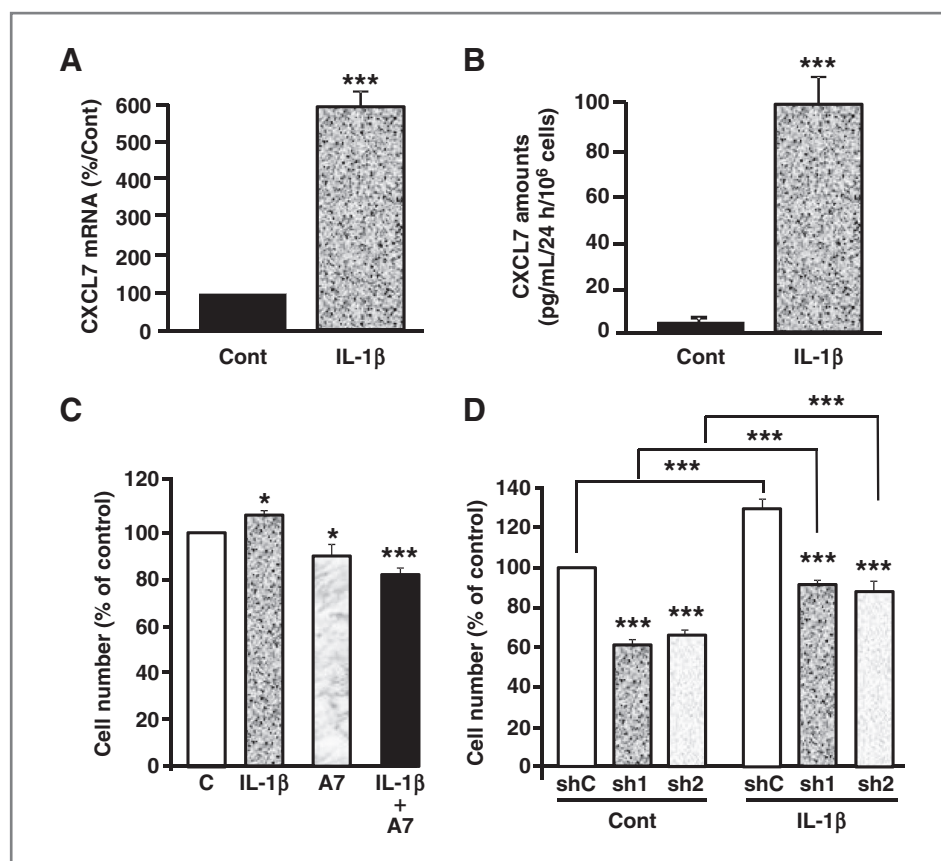 A
CXCL7 mRNA (%/Cont)
600
500
400
300
200
100
0
***
Cont
IL-1β
B
CXCL7 amounts
(pg/mL/24 h/10⁶ cells)
100
80
60
40
20
0
***
Cont
IL-1β
C
Cell number (% of control)
120
100
80
60
40
20
0
*
*
***
C
IL-1β
A7
IL-1β
+
A7
D
Cell number (% of control)
140
120
100
80
60
40
20
0
***
***
***
***
***
***
***
shC
sh1
sh2
shC
sh1
sh2
Cont
IL-1β